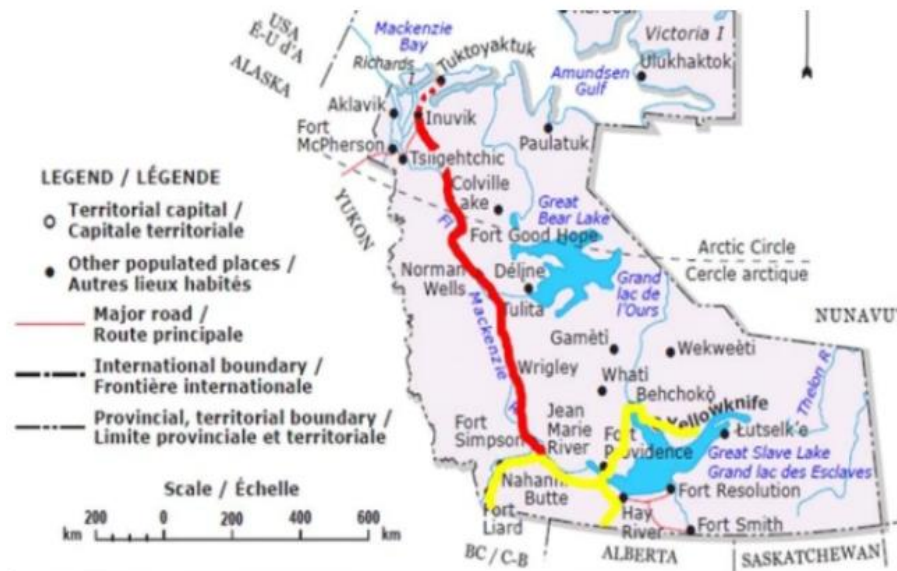 USA
É-U d'A
ALASKA
Mackenzie
Bay
Richards
I
Tuktoyaktuk
Victoria I
Ulukhaktok
Amundsen
Gulf
Aklavik
Inuvik
Paulatuk
Fort
McPherson
Tsiigehtchic
YUKON
Colville
Lake
Great
Bear Lake
Fort Good Hope
Arctic Circle
Cercle arctique
Norman
Wells
Déline
Tulita
Grand
lac de
l'Ours
NUNAVUT
Mackenzie
Gamèti
Wekweèti
Wrigley
Whati
Behchokò
Yellowknife
Thelon R
Fort
Simpson
Jean
Marie
River
Fort
Providence
Łutselk'e
Great Slave Lake
Grand lac des Esclaves
Nahanni
Butte
Fort Resolution
Fort
Liard
Hay
River
Fort Smith
BC / C-B
ALBERTA
SASKATCHEWAN
LEGEND / LÉGENDE
Territorial capital /
Capitale territoriale
Other populated places /
Autres lieux habités
Major road /
Route principale
International boundary /
Frontière internationale
Provincial, territorial boundary /
Limite provinciale et territoriale
Scale / Échelle
200 0 200 400 600
km km